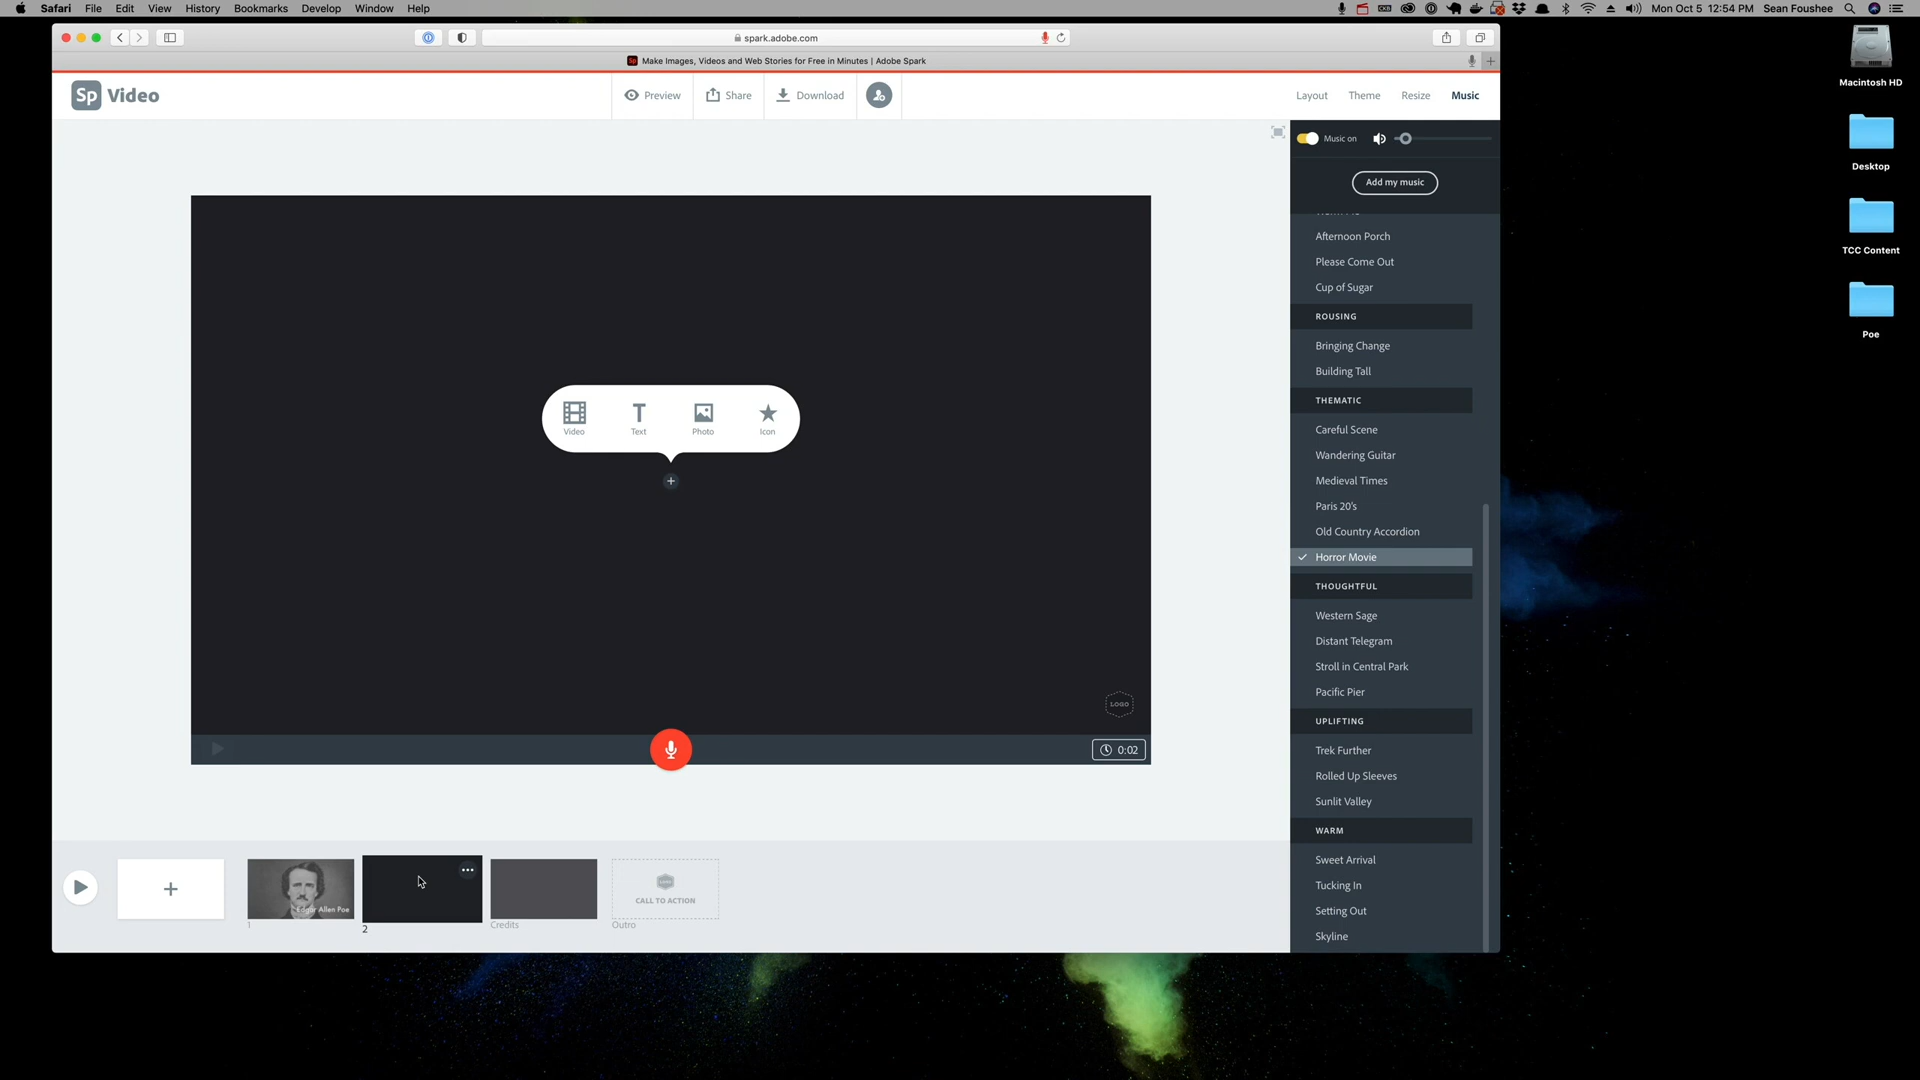 Safari File Edit View History Bookmarks Develop Window Help
Mon Oct 5 12:54 PM Sean Foushee
spark.adobe.com
Sp Make Images, Videos and Web Stories for Free in Minutes | Adobe Spark
Sp Video
Preview Share Download
Layout Theme Resize Music
Music on
Add my music
Afternoon Porch
Please Come Out
Cup of Sugar
ROUSING
Bringing Change
Building Tall
THEMATIC
Careful Scene
Wandering Guitar
Medieval Times
Paris 20's
Old Country Accordion
Horror Movie
THOUGHTFUL
Western Sage
Distant Telegram
Stroll in Central Park
Pacific Pier
UPLIFTING
Trek Further
Rolled Up Sleeves
Sunlit Valley
WARM
Sweet Arrival
Tucking In
Setting Out
Skyline
Video Text Photo Icon
LOGO
0:02
Edgar Allen Poe
CALL TO ACTION
1
2
Credits
Outro
Macintosh HD
Desktop
TCC Content
Poe